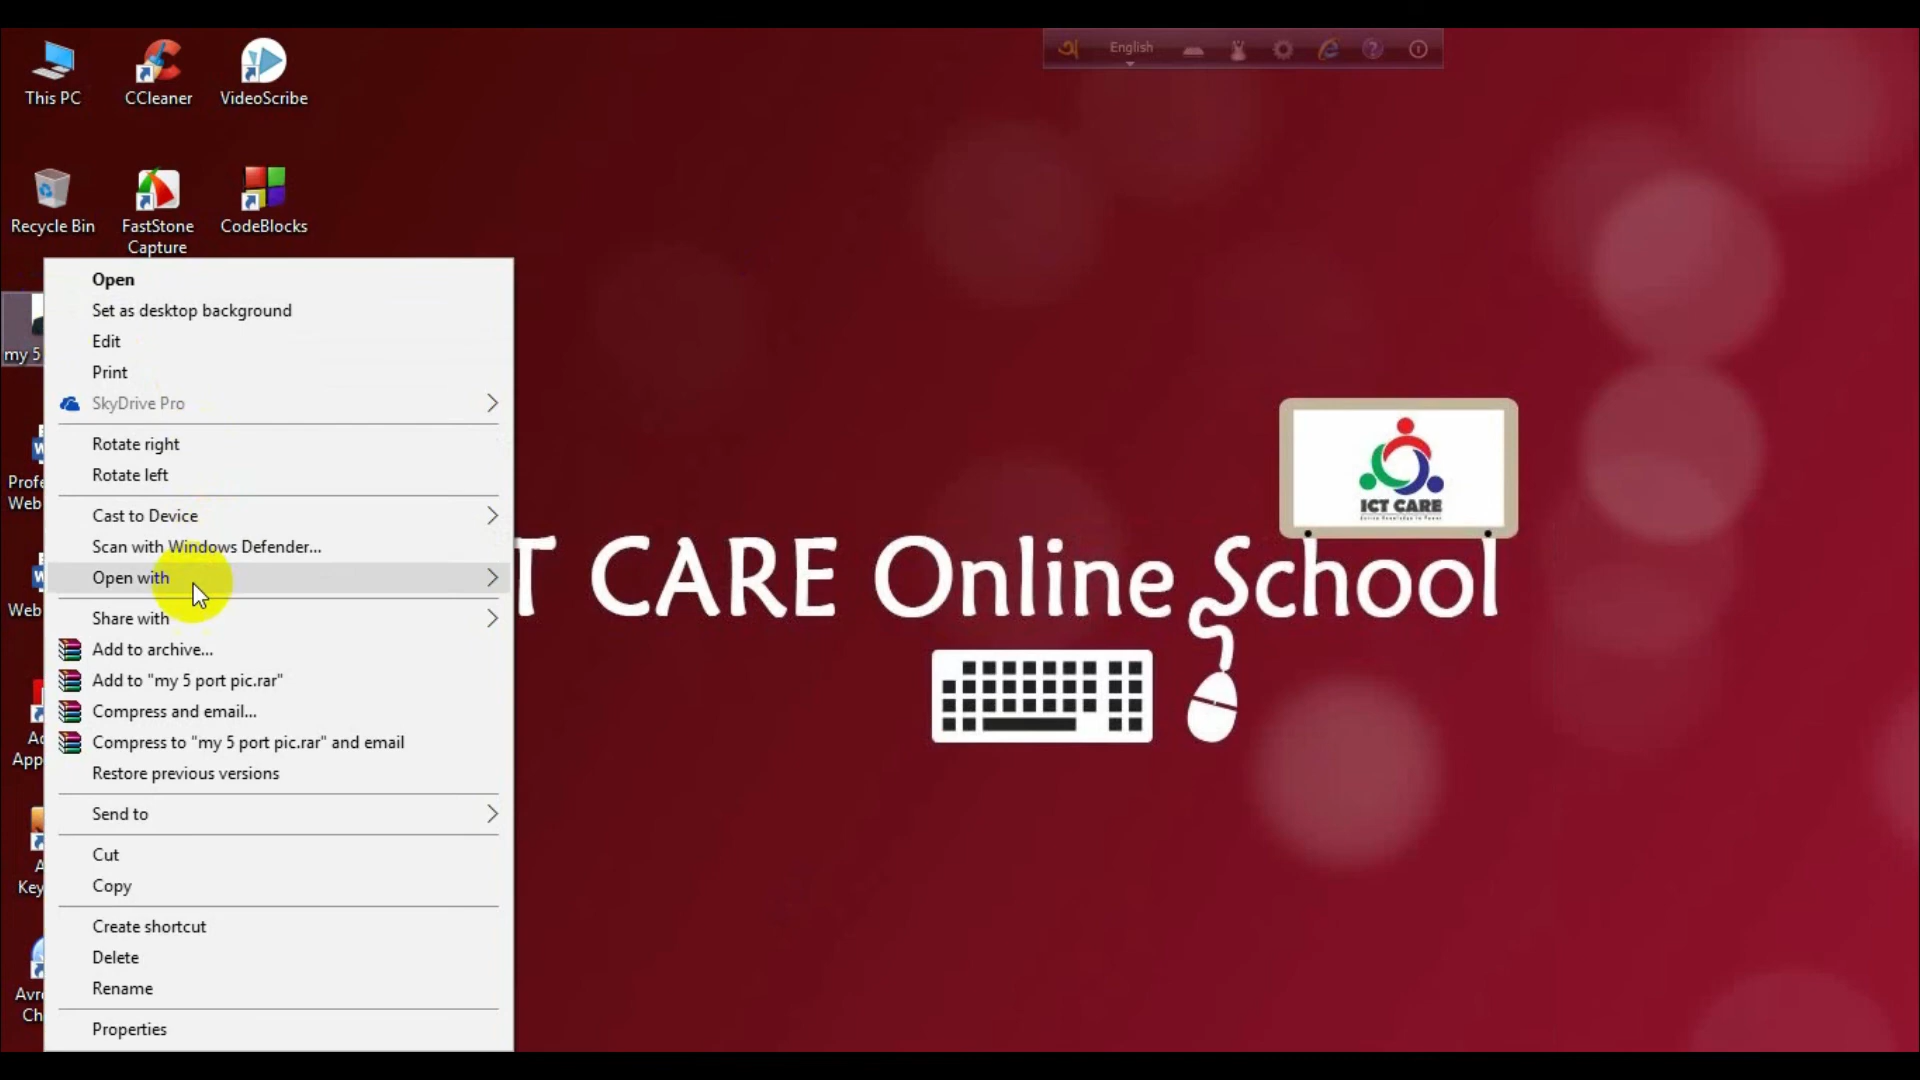 অ English
This PC
CCleaner
VideoScribe
Recycle Bin
FastStone
Capture
CodeBlocks
my 5
Web
Open
Set as desktop background
Edit
Print
SkyDrive Pro
Rotate right
Rotate left
Cast to Device
Scan with Windows Defender...
Open with
Share with
Add to archive...
Add to "my 5 port pic.rar"
Compress and email...
Compress to "my 5 port pic.rar" and email
Restore previous versions
Send to
Cut
Copy
Create shortcut
Delete
Rename
Properties
ICT CARE
T CARE Online School